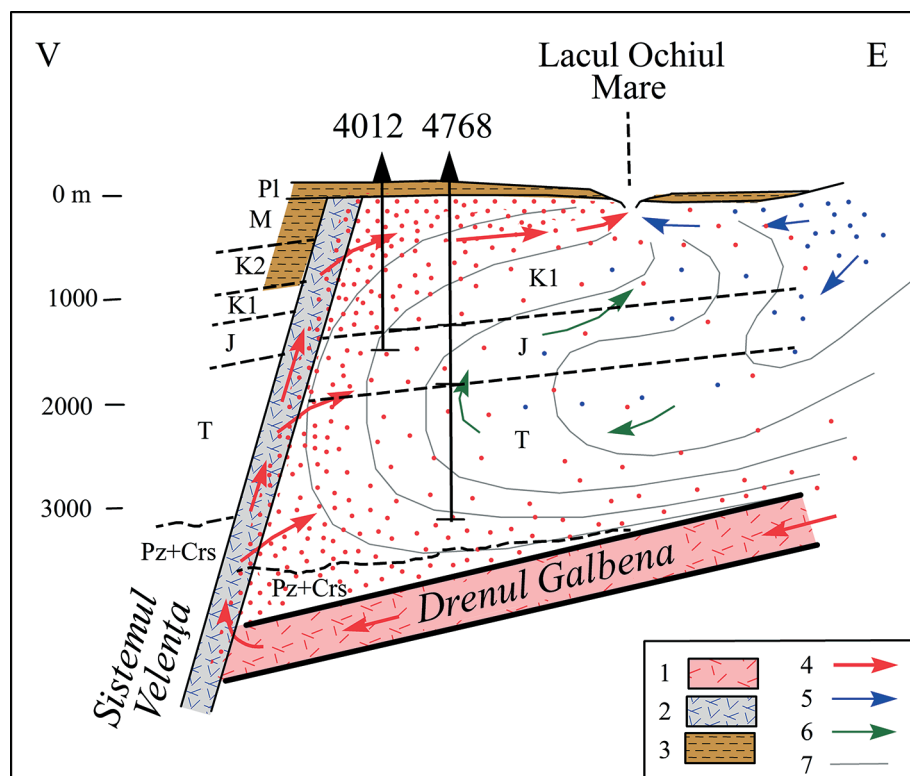 V
Lacul Ochiul
Mare
E
4012 4768
0 m
Pl
M
K2
K1
K1
1000
J
J
2000
T
T
3000
Pz+Crs
Pz+Crs
Drenul Galbena
Sistemul
Velenţa
1
4
2
5
3
6
7